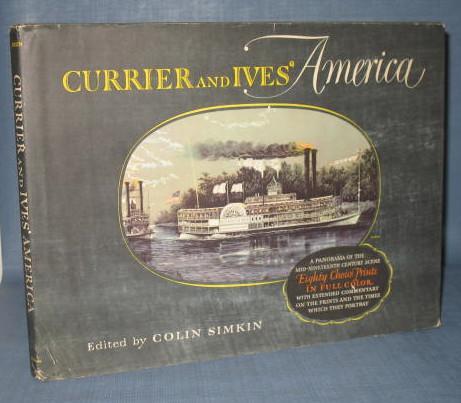 CURRIER AND IVES' America
A PANORAMA OF THE
MID-NINETEENTH CENTURY SCENE
Eighty Choice Prints
IN FULL COLOR
WITH EXTENDED COMMENTARY
ON THE PRINTS AND THE TIMES
WHICH THEY PORTRAY
Edited by COLIN SIMKIN
CURRIER AND IVES' AMERICA